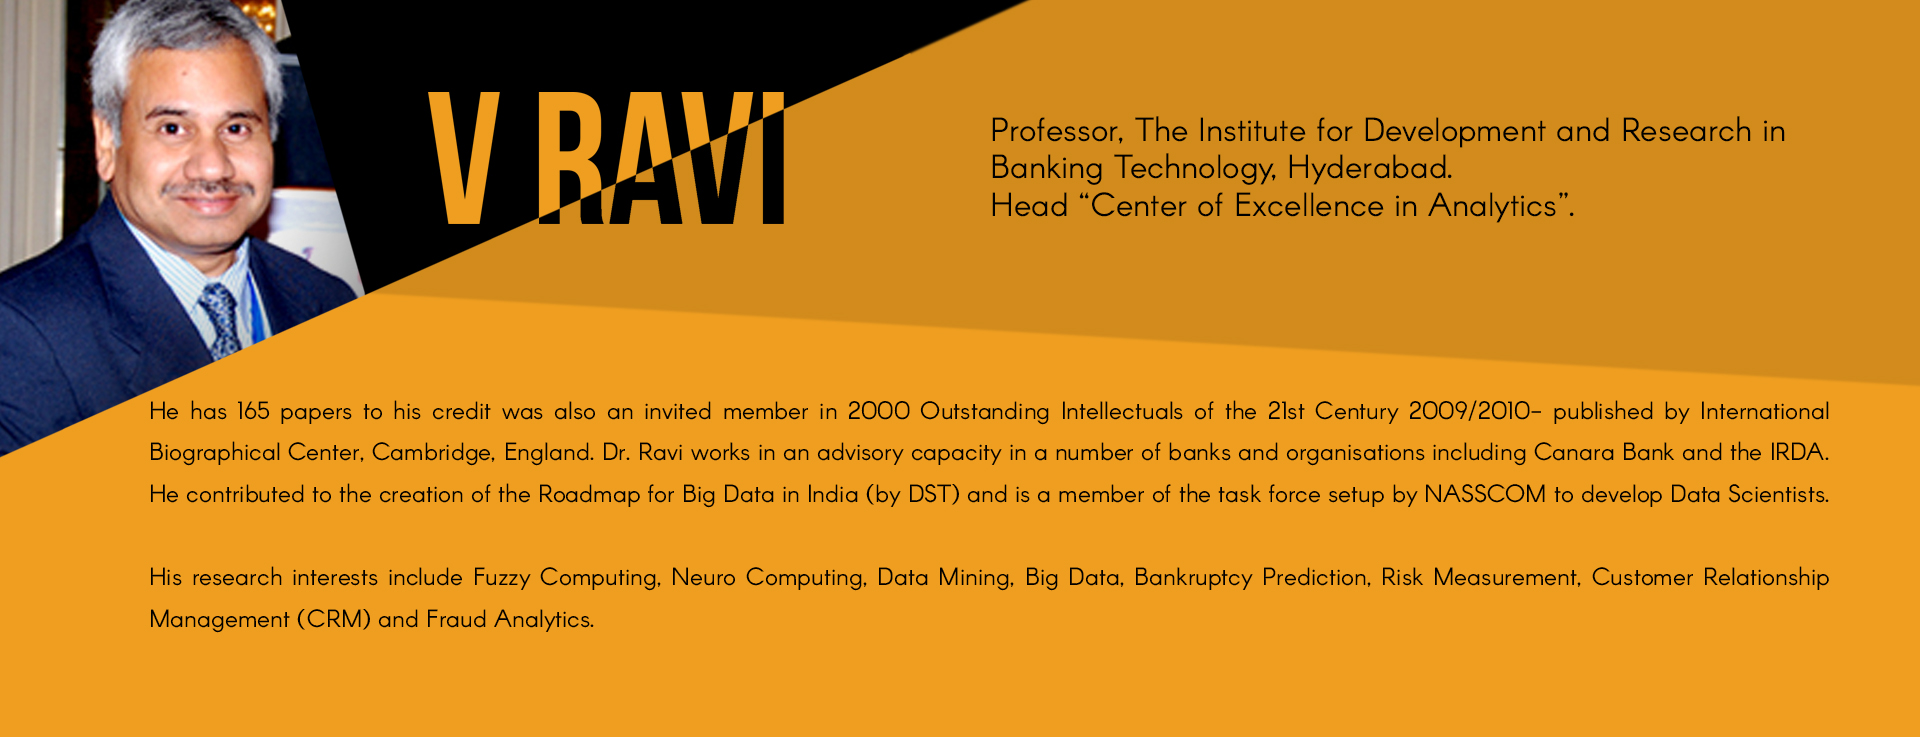 V RAVI
Professor, The Institute for Development and Research in
Banking Technology, Hyderabad.
Head “Center of Excellence in Analytics”.
He has 165 papers to his credit was also an invited member in 2000 Outstanding Intellectuals of the 21st Century 2009/2010- published by International
Biographical Center, Cambridge, England. Dr. Ravi works in an advisory capacity in a number of banks and organisations including Canara Bank and the IRDA.
He contributed to the creation of the Roadmap for Big Data in India (by DST) and is a member of the task force setup by NASSCOM to develop Data Scientists.
His research interests include Fuzzy Computing, Neuro Computing, Data Mining, Big Data, Bankruptcy Prediction, Risk Measurement, Customer Relationship
Management (CRM) and Fraud Analytics.